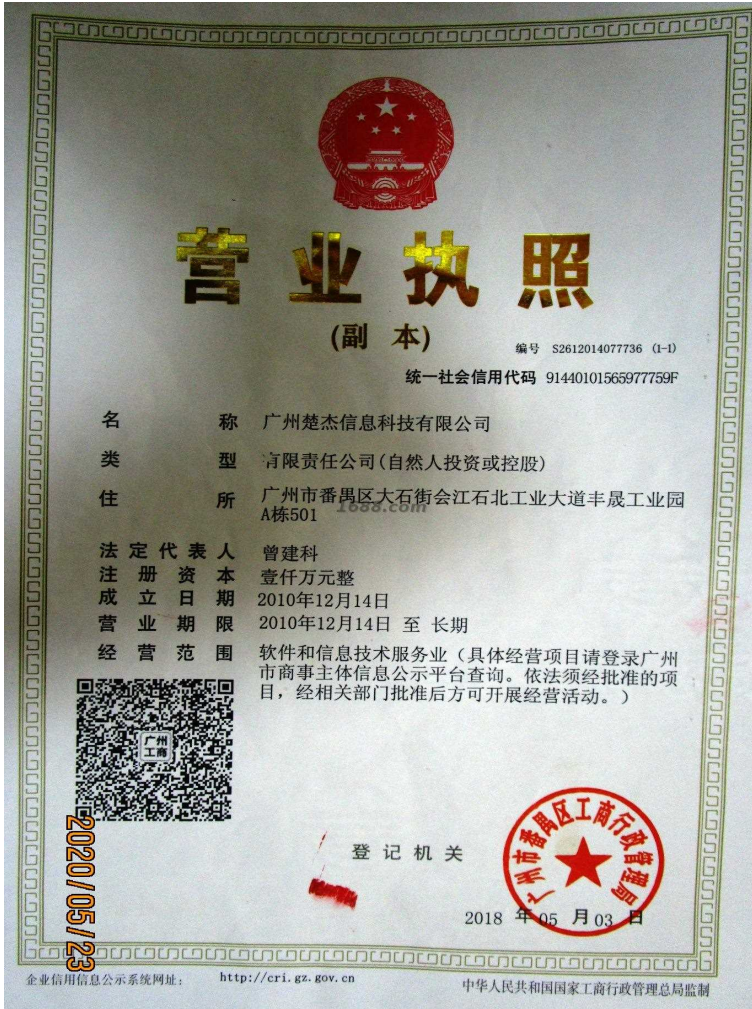 营业执照
(副 本)
编号 S2612014077736 (1-1)
统一社会信用代码 91440101565977759F
名称 广州楚杰信息科技有限公司
类型 有限责任公司(自然人投资或控股)
住所 广州市番禺区大石街会江石北工业大道丰晟工业园
A栋501
1688.com
法定代表人 曾建科
注册资本 壹仟万元整
成立日期 2010年12月14日
营业期限 2010年12月14日 至 长期
经营范围 软件和信息技术服务业（具体经营项目请登录广州
市商事主体信息公示平台查询。依法须经批准的项
目，经相关部门批准后方可开展经营活动。）
广州
工商
登记机关
广州市番禺区工商行政管理局
2018 年 05 月 03 日
2020/05/23
企业信用信息公示系统网址： http://cri.gz.gov.cn
中华人民共和国国家工商行政管理总局监制